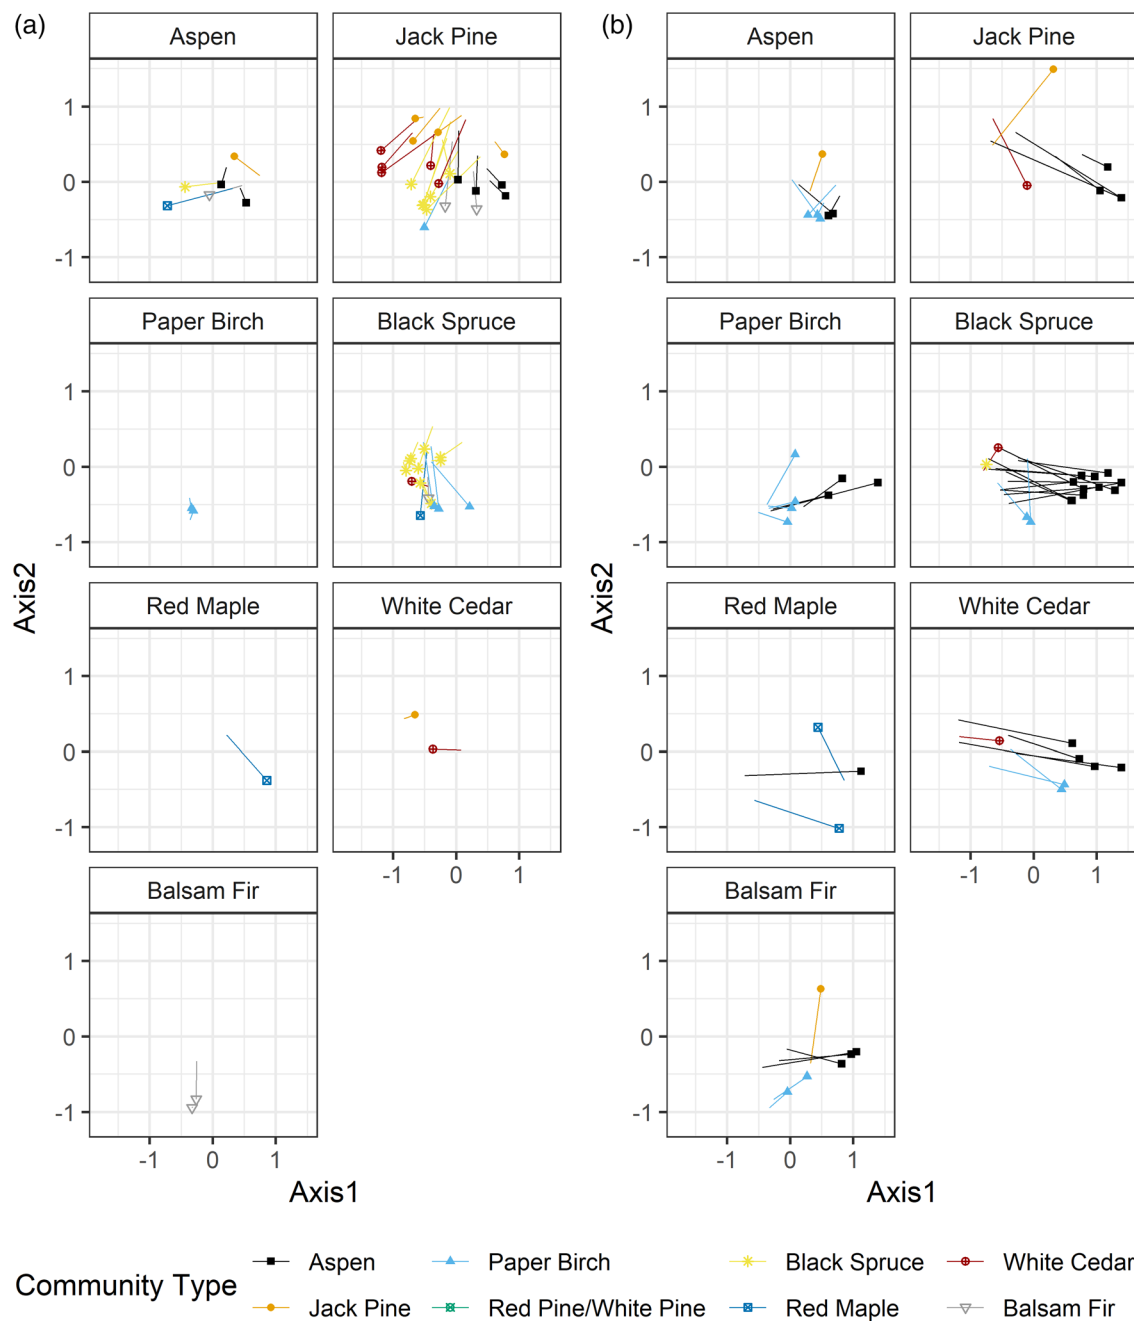 (a)
Aspen
Jack Pine
1
0
-1
Paper Birch
Black Spruce
1
0
-1
Axis2
Red Maple
White Cedar
1
0
-1
-1 0 1
Balsam Fir
1
0
-1
-1 0 1
Axis1
(b)
Aspen
Jack Pine
1
0
-1
Paper Birch
Black Spruce
1
0
-1
Axis2
Red Maple
White Cedar
1
0
-1
-1 0 1
Balsam Fir
1
0
-1
-1 0 1
Axis1
Community Type
Aspen Paper Birch Black Spruce White Cedar
Jack Pine Red Pine/White Pine Red Maple Balsam Fir